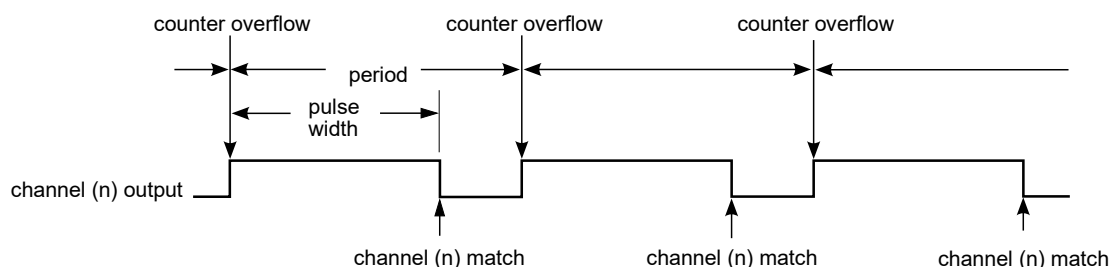 counter overflow
counter overflow
counter overflow
period
pulse
width
channel (n) output
channel (n) match
channel (n) match
channel (n) match